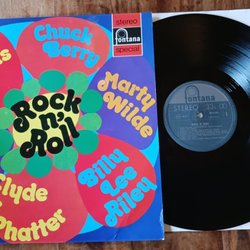 Chuck
Berry
stereo
fontana
special
s
Marty
Wilde
Rock
n'
Roll
Billy
Lee
Riley
Clyde
Phatter
fontana
STEREO